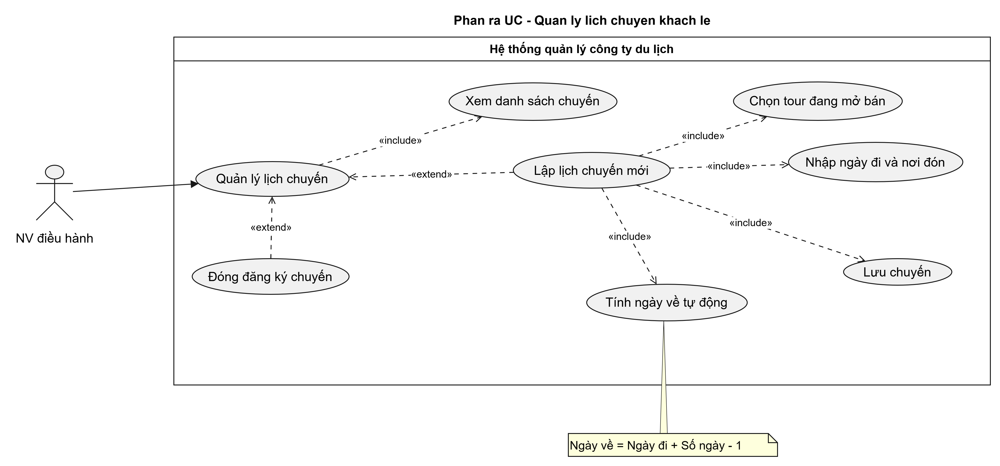 Phan ra UC - Quan ly lich chuyen khach le
Hệ thống quản lý công ty du lịch
Xem danh sách chuyến
Chọn tour đang mở bán
«include»
«include»
Nhập ngày đi và nơi đón
«include»
Lập lịch chuyến mới
«extend»
Quản lý lịch chuyến
NV điều hành
«extend»
«include»
«include»
Đóng đăng ký chuyến
Lưu chuyến
Tính ngày về tự động
Ngày về = Ngày đi + Số ngày - 1